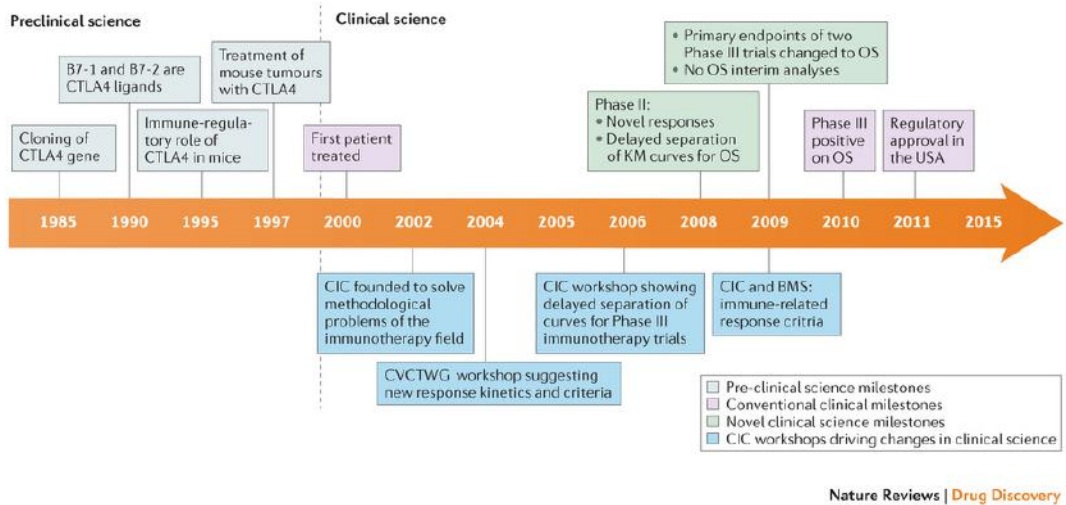 Preclinical science
Clinical science
B7-1 and B7-2 are
CTLA4 ligands
Treatment of
mouse tumours
with CTLA4
• Primary endpoints of two
Phase III trials changed to OS
• No OS interim analyses
Cloning of
CTLA4 gene
Immune-regula-
tory role of
CTLA4 in mice
First patient
treated
Phase II:
• Novel responses
• Delayed separation
of KM curves for OS
Phase III
positive
on OS
Regulatory
approval in
the USA
1985 1990 1995 1997 2000 2002 2004 2005 2006 2008 2009 2010 2011 2015
CIC founded to solve
methodological
problems of the
immunotherapy field
CIC workshop showing
delayed separation of
curves for Phase III
immunotherapy trials
CIC and BMS:
immune-related
response critria
CVCTWG workshop suggesting
new response kinetics and criteria
Pre-clinical science milestones
Conventional clinical milestones
Novel clinical science milestones
CIC workshops driving changes in clinical science
Nature Reviews | Drug Discovery